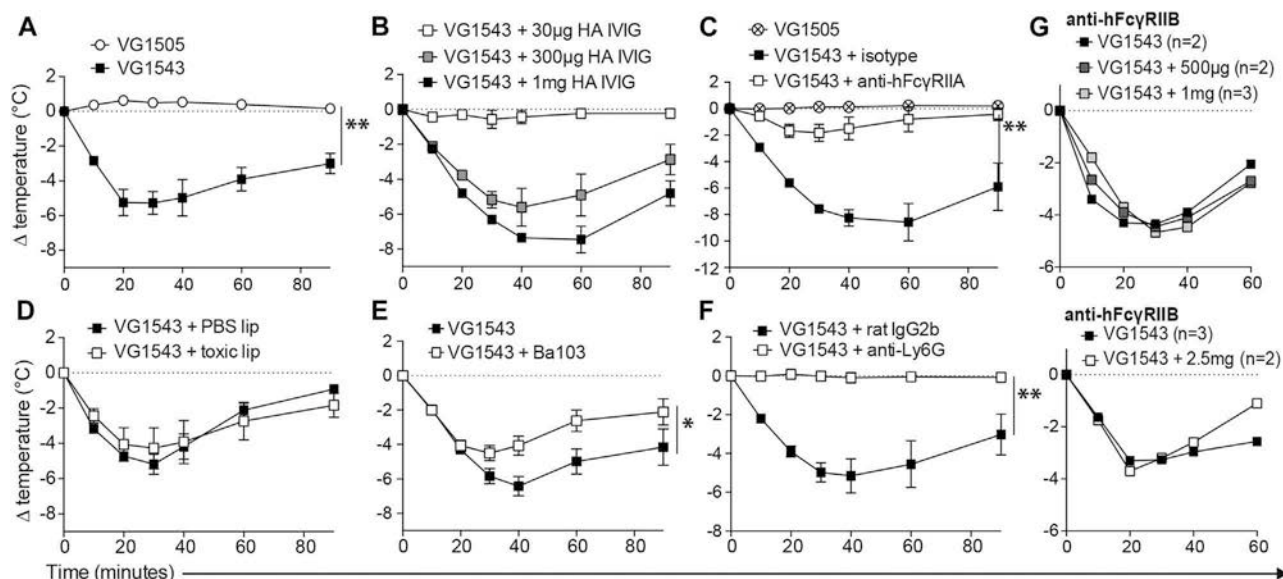 A
VG1505
VG1543
Δ temperature (°C)
2
0
-2
-4
-6
-8
**
0 20 40 60 80
B
VG1543 + 30μg HA IVIG
VG1543 + 300μg HA IVIG
VG1543 + 1mg HA IVIG
2
0
-2
-4
-6
-8
0 20 40 60 80
C
VG1505
VG1543 + isotype
VG1543 + anti-hFcγRIIA
2
0
-2
-4
-6
-8
-10
-12
**
0 20 40 60 80
G
anti-hFcγRIIB
VG1543 (n=2)
VG1543 + 500μg (n=2)
VG1543 + 1mg (n=3)
0
-2
-4
-6
0 20 40 60
D
VG1543 + PBS lip
VG1543 + toxic lip
Δ temperature (°C)
2
0
-2
-4
-6
-8
0 20 40 60 80
E
VG1543
VG1543 + Ba103
2
0
-2
-4
-6
-8
*
0 20 40 60 80
F
VG1543 + rat IgG2b
VG1543 + anti-Ly6G
2
0
-2
-4
-6
-8
**
0 20 40 60 80
anti-hFcγRIIB
VG1543 (n=3)
VG1543 + 2.5mg (n=2)
0
-2
-4
-6
0 20 40 60
Time (minutes)